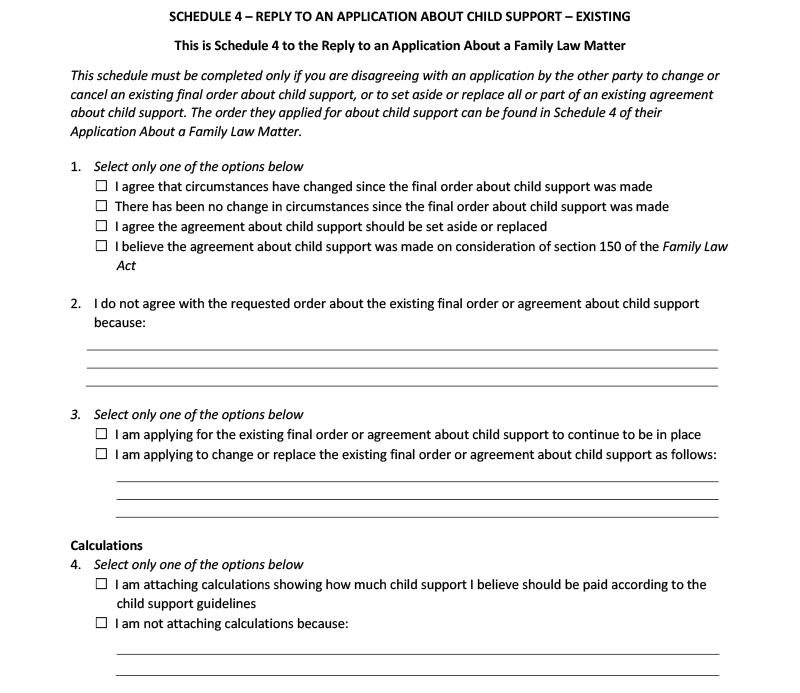 SCHEDULE 4 – REPLY TO AN APPLICATION ABOUT CHILD SUPPORT – EXISTING
This is Schedule 4 to the Reply to an Application About a Family Law Matter
This schedule must be completed only if you are disagreeing with an application by the other party to change or
cancel an existing final order about child support, or to set aside or replace all or part of an existing agreement
about child support. The order they applied for about child support can be found in Schedule 4 of their
Application About a Family Law Matter.
1. Select only one of the options below
☐ I agree that circumstances have changed since the final order about child support was made
☐ There has been no change in circumstances since the final order about child support was made
☐ I agree the agreement about child support should be set aside or replaced
☐ I believe the agreement about child support was made on consideration of section 150 of the Family Law
Act
2. I do not agree with the requested order about the existing final order or agreement about child support
because:
3. Select only one of the options below
☐ I am applying for the existing final order or agreement about child support to continue to be in place
☐ I am applying to change or replace the existing final order or agreement about child support as follows:
Calculations
4. Select only one of the options below
☐ I am attaching calculations showing how much child support I believe should be paid according to the
child support guidelines
☐ I am not attaching calculations because: